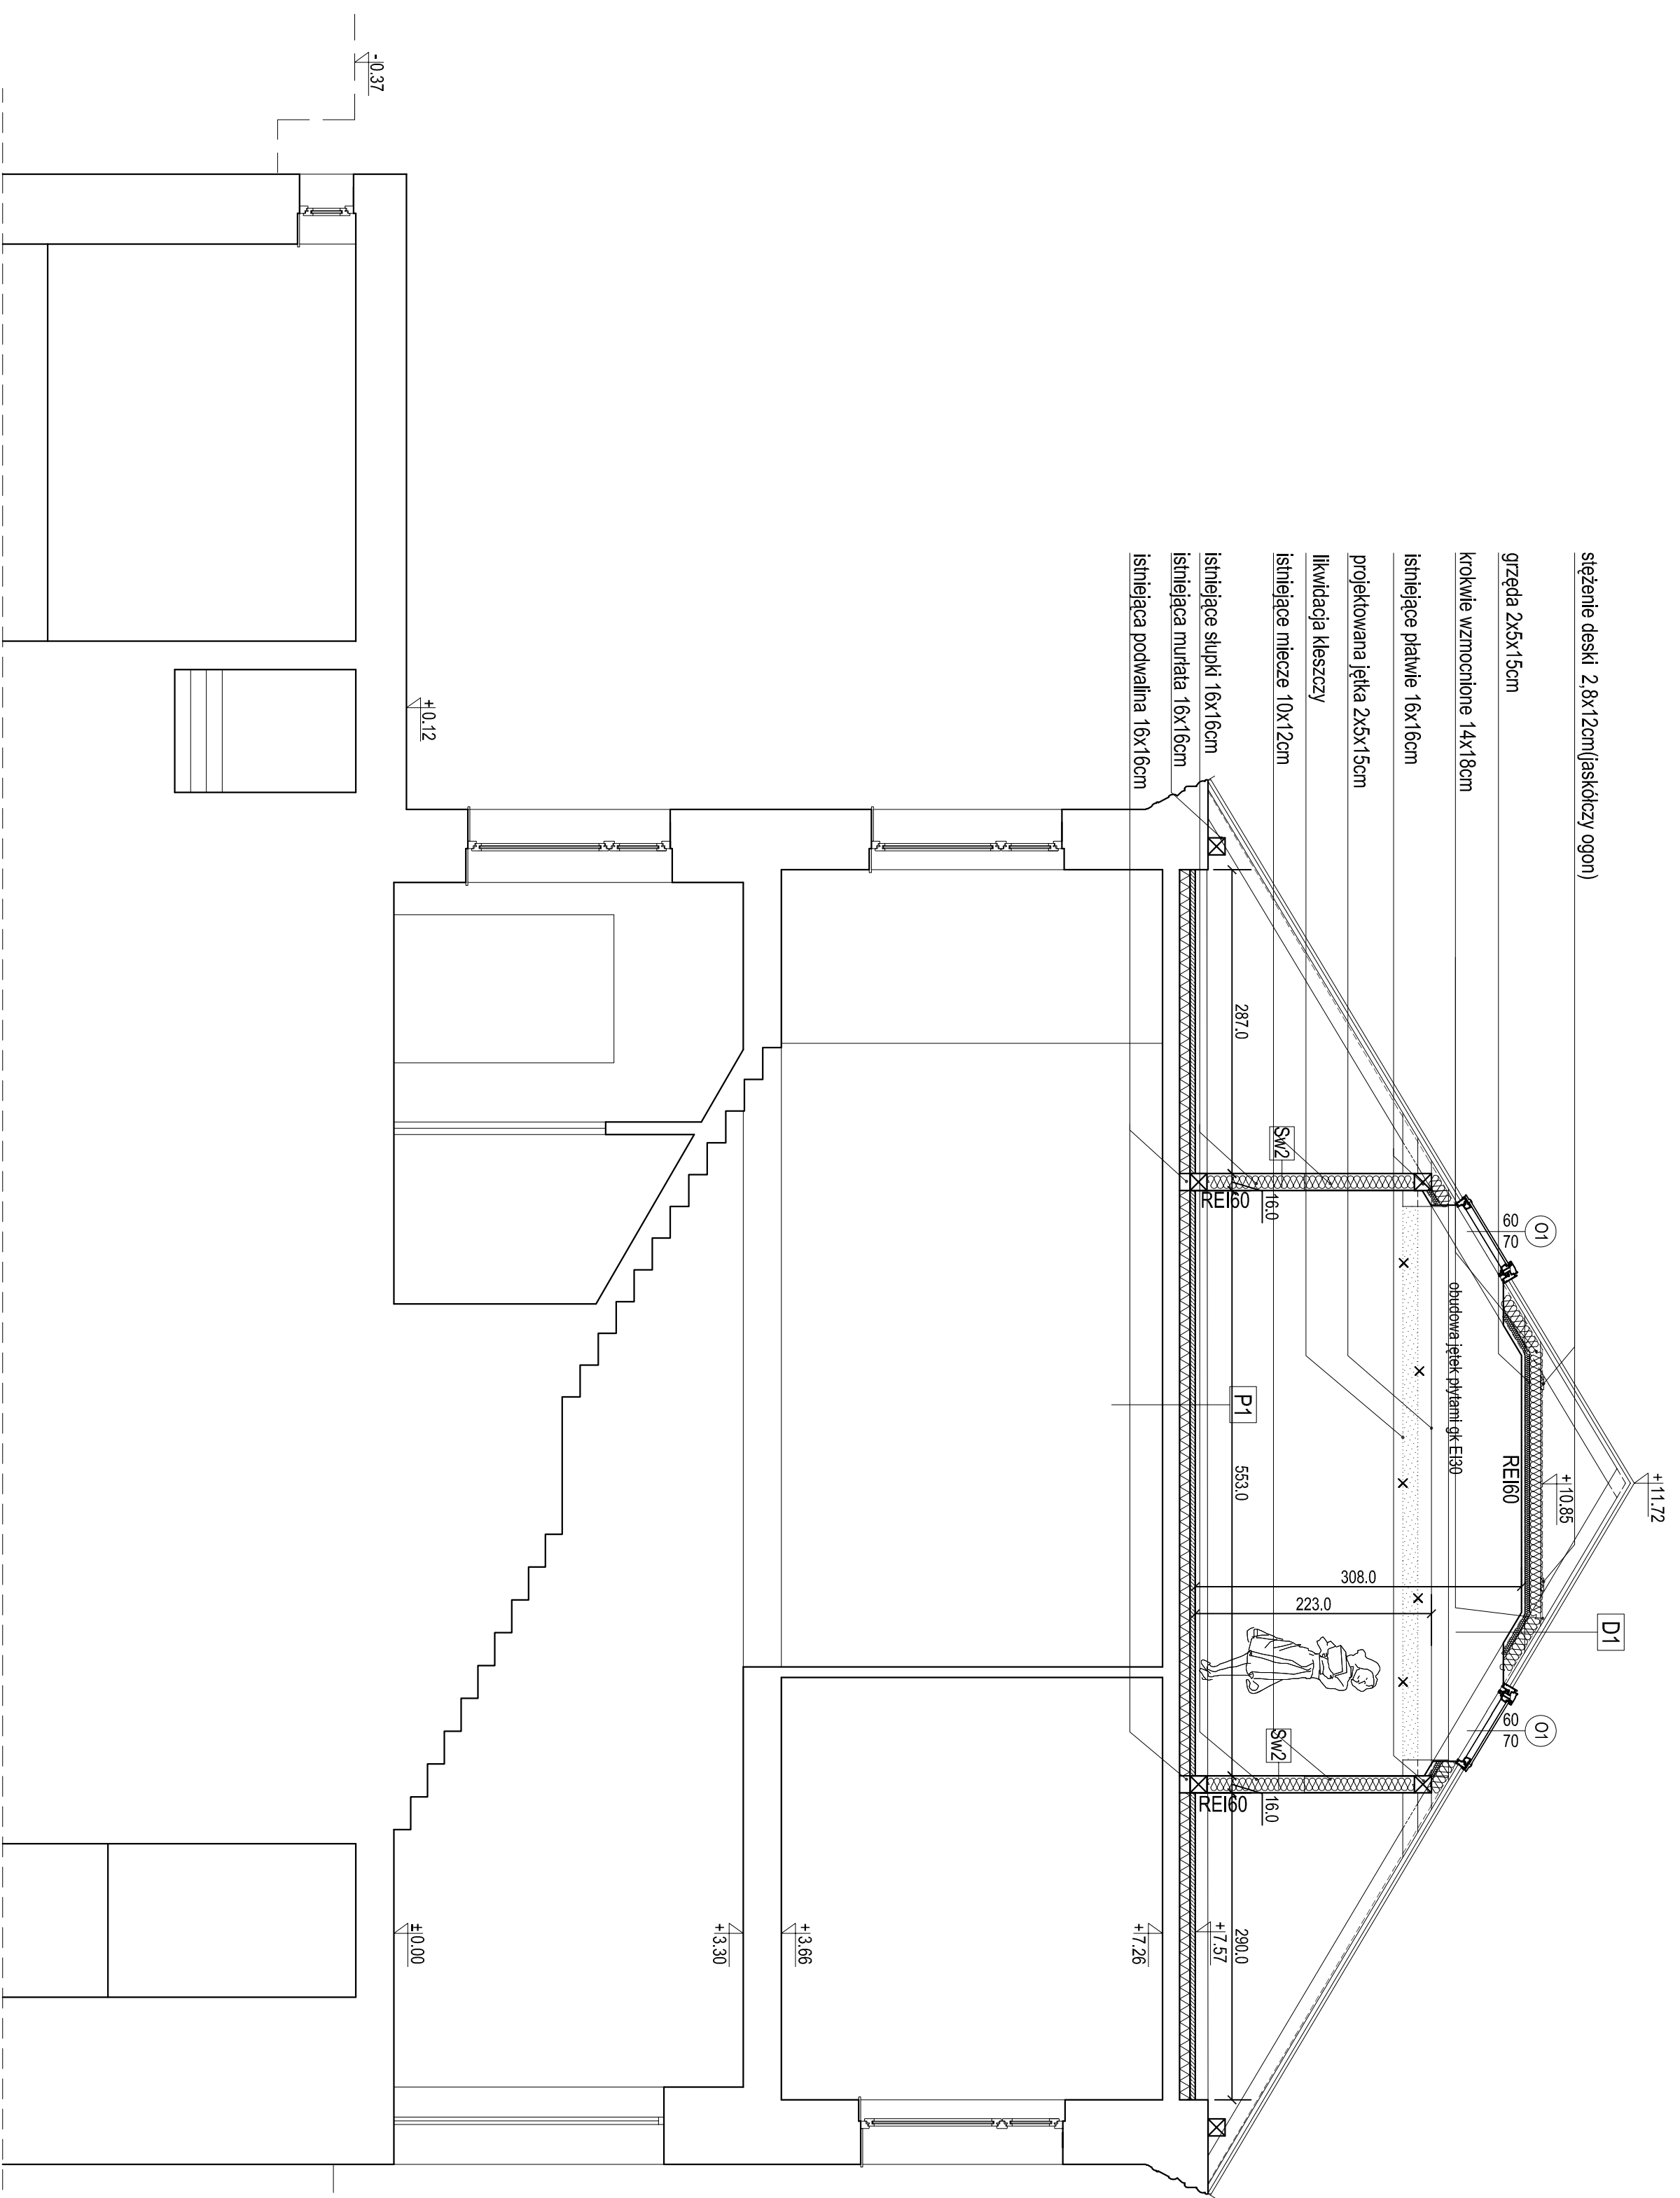 stężenie deski 2,8x12cm(jaskółczy ogon)
grzęda 2x5x15cm
krokwie wzmocnione 14x18cm
istniejące płatwie 16x16cm
projektowana jętka 2x5x15cm
likwidacja kleszczy
istniejące miecze 10x12cm
istniejące słupki 16x16cm
istniejąca murłata 16x16cm
istniejąca podwalina 16x16cm
+11.72
+10.85
D1
O1
60
70
O1
60
70
REI60
obudowa jętek płytami gk EI30
308.0
223.0
Sw2
Sw2
16.0
REI60
16.0
REI60
287.0
553.0
290.0
P1
+7.57
+7.26
+3.66
+3.30
+0.12
±0.00
-0.37